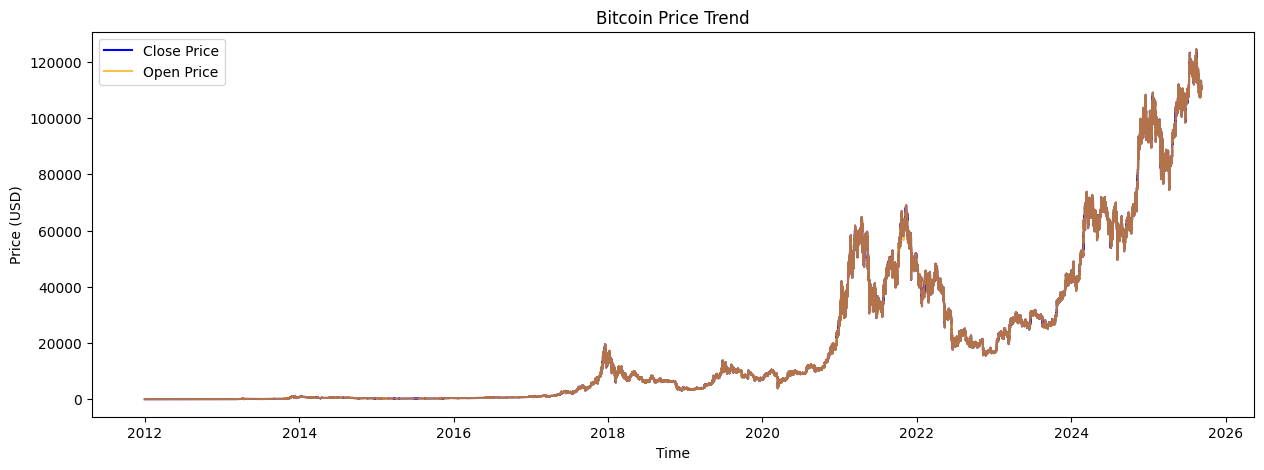 Bitcoin Price Trend
Close Price
Open Price
Price (USD)
120000
100000
80000
60000
40000
20000
0
2012 2014 2016 2018 2020 2022 2024 2026
Time